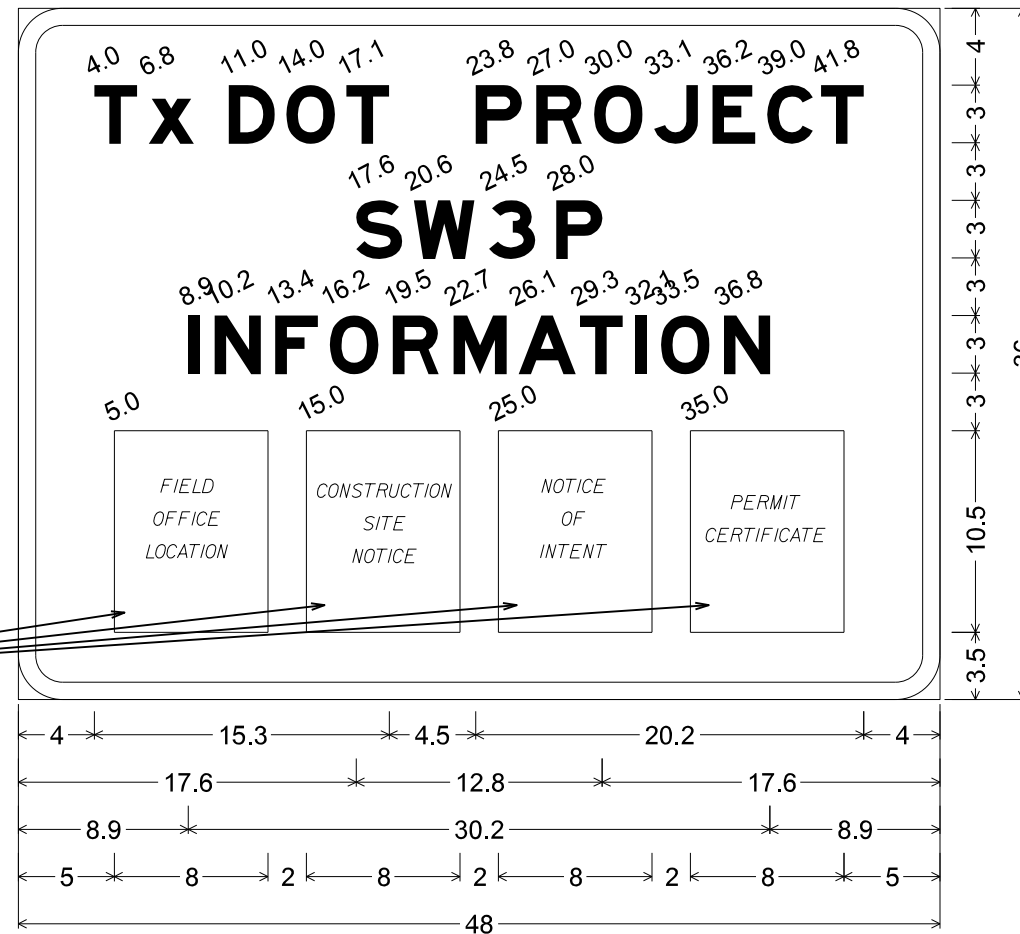 4.0 6.8 11.0 14.0 17.1 23.8 27.0 30.0 33.1 36.2 39.0 41.8
Tx DOT PROJECT
17.6 20.6 24.5 28.0
SW3P
8.9 10.2 13.4 16.2 19.5 22.7 26.1 29.3 32.1 33.5 36.8
INFORMATION
5.0 15.0 25.0 35.0
FIELD
OFFICE
LOCATION
CONSTRUCTION
SITE
NOTICE
NOTICE
OF
INTENT
PERMIT
CERTIFICATE
4
3
3
3
3
3
3
10.5
3.5
4 15.3 4.5 20.2 4
17.6 12.8 17.6
8.9 30.2 8.9
5 8 2 8 2 8 2 8 5
48